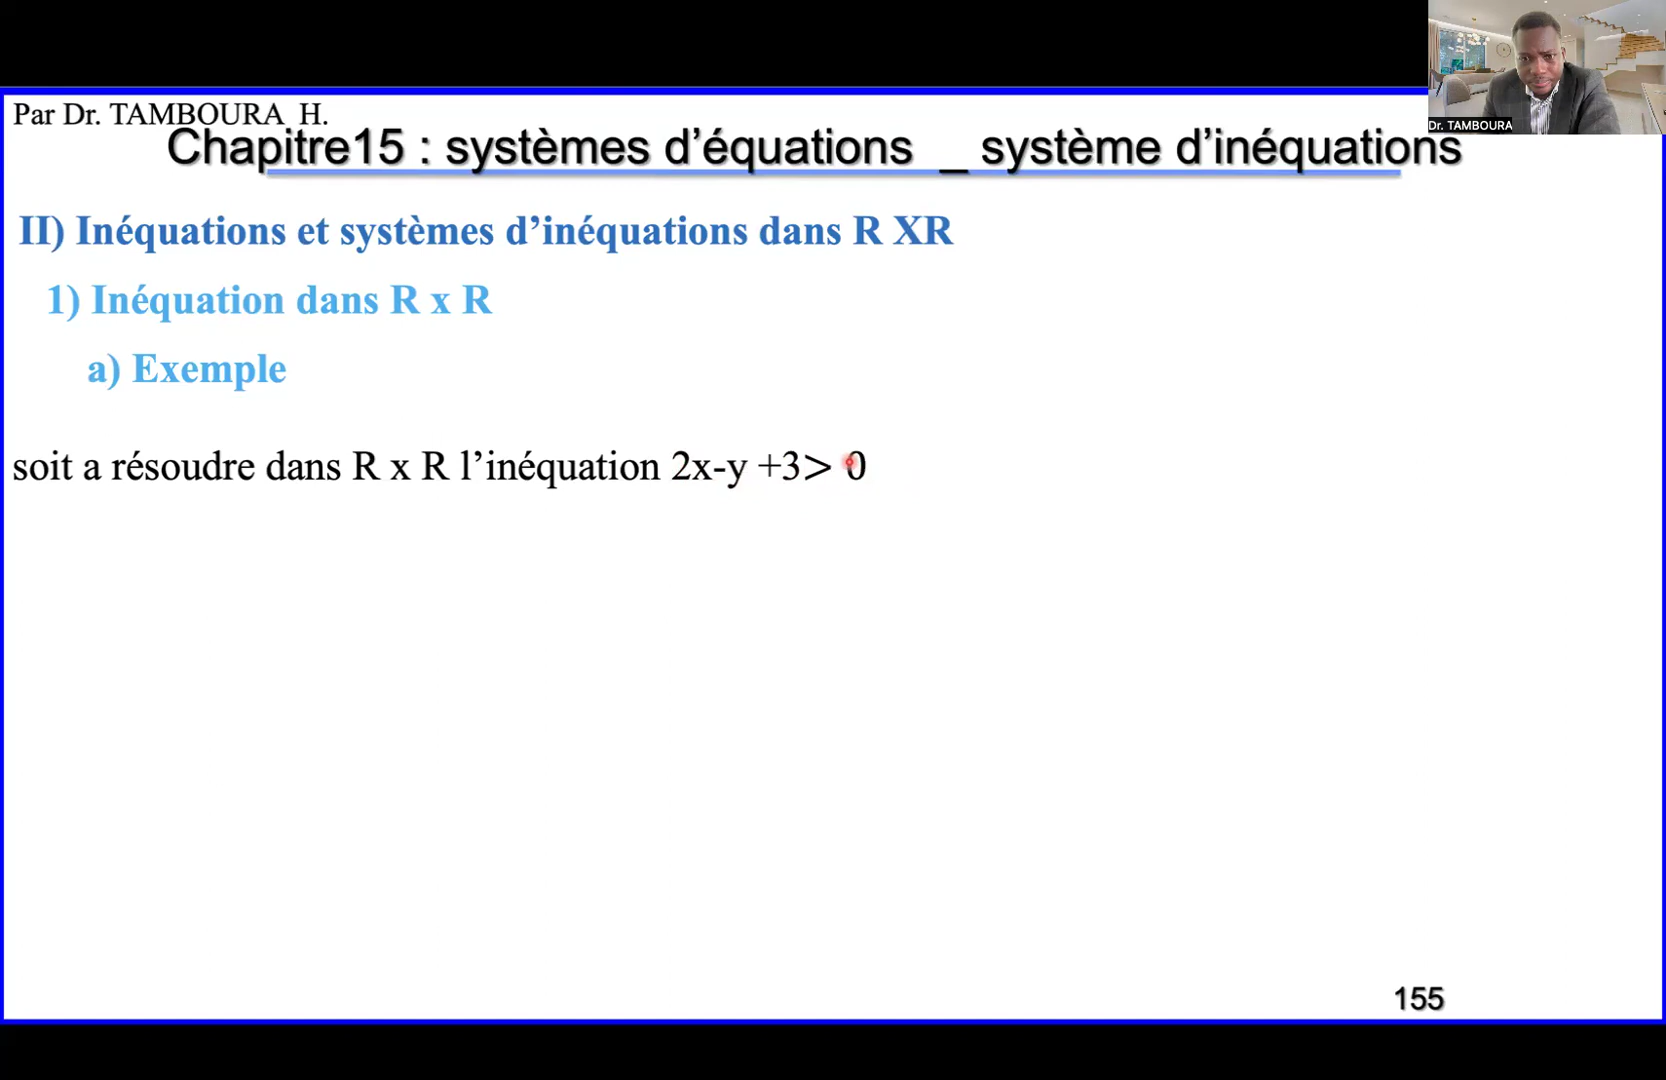 Par Dr. TAMBOURA H.
Dr. TAMBOURA
Chapitre15 : systèmes d’équations _ système d’inéquations
II) Inéquations et systèmes d’inéquations dans R XR
1) Inéquation dans R x R
a) Exemple
soit a résoudre dans R x R l’inéquation 2x-y +3> 0
155